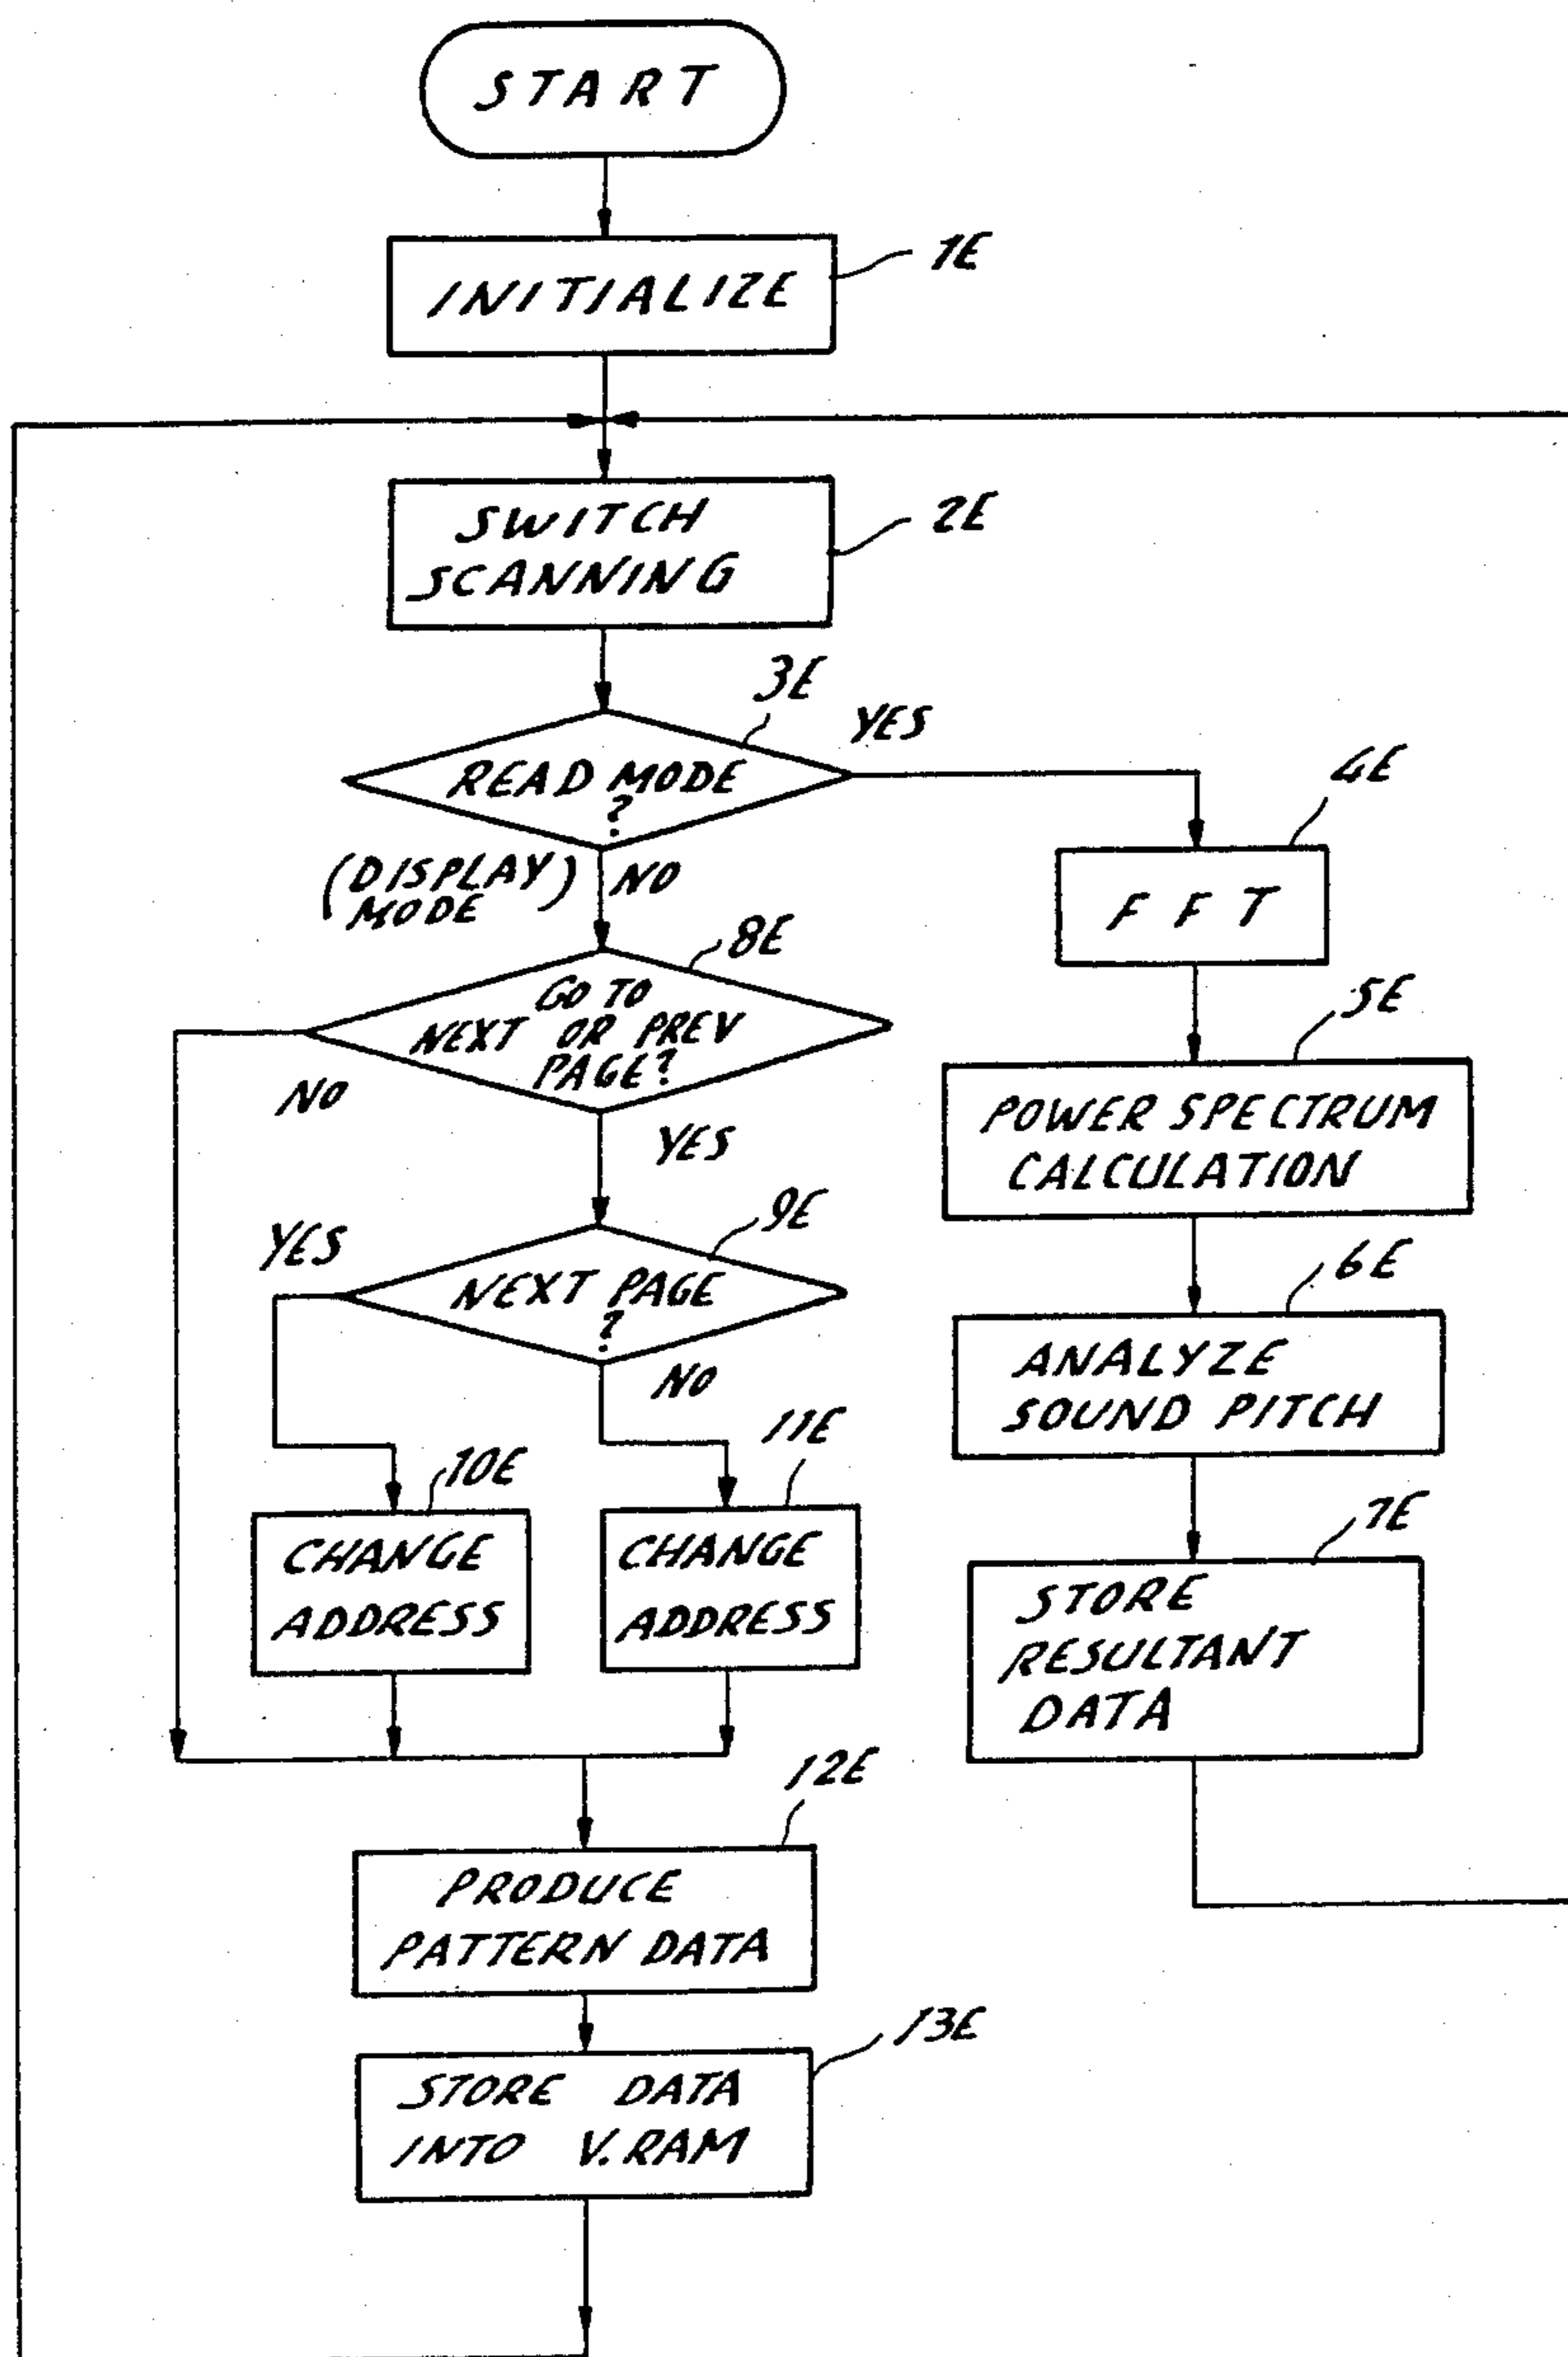 START
INITIALIZE
1E
SWITCH
SCANNING
2E
3E
READ MODE
?
YES
(DISPLAY)
MODE
NO
4E
FFT
8E
GO TO
NEXT OR PREV
PAGE?
NO
YES
5E
POWER SPECTRUM
CALCULATION
9E
YES
NEXT PAGE
?
NO
6E
ANALYZE
SOUND PITCH
10E
CHANGE
ADDRESS
11E
CHANGE
ADDRESS
7E
STORE
RESULTANT
DATA
12E
PRODUCE
PATTERN DATA
13E
STORE DATA
INTO V.RAM